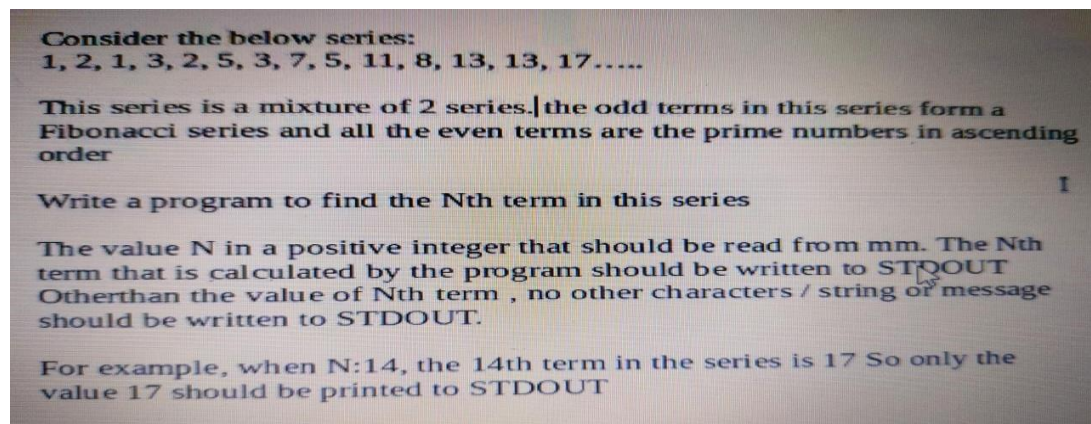 Consider the below series:
1, 2, 1, 3, 2, 5, 3, 7, 5, 11, 8, 13, 13, 17.....
This series is a mixture of 2 series. the odd terms in this series form a
Fibonacci series and all the even terms are the prime numbers in ascending
order
Write a program to find the Nth term in this series
The value N in a positive integer that should be read from mm. The Nth
term that is calculated by the program should be written to STDOUT
Otherthan the value of Nth term , no other characters / string or message
should be written to STDOUT.
For example, when N:14, the 14th term in the series is 17 So only the
value 17 should be printed to STDOUT